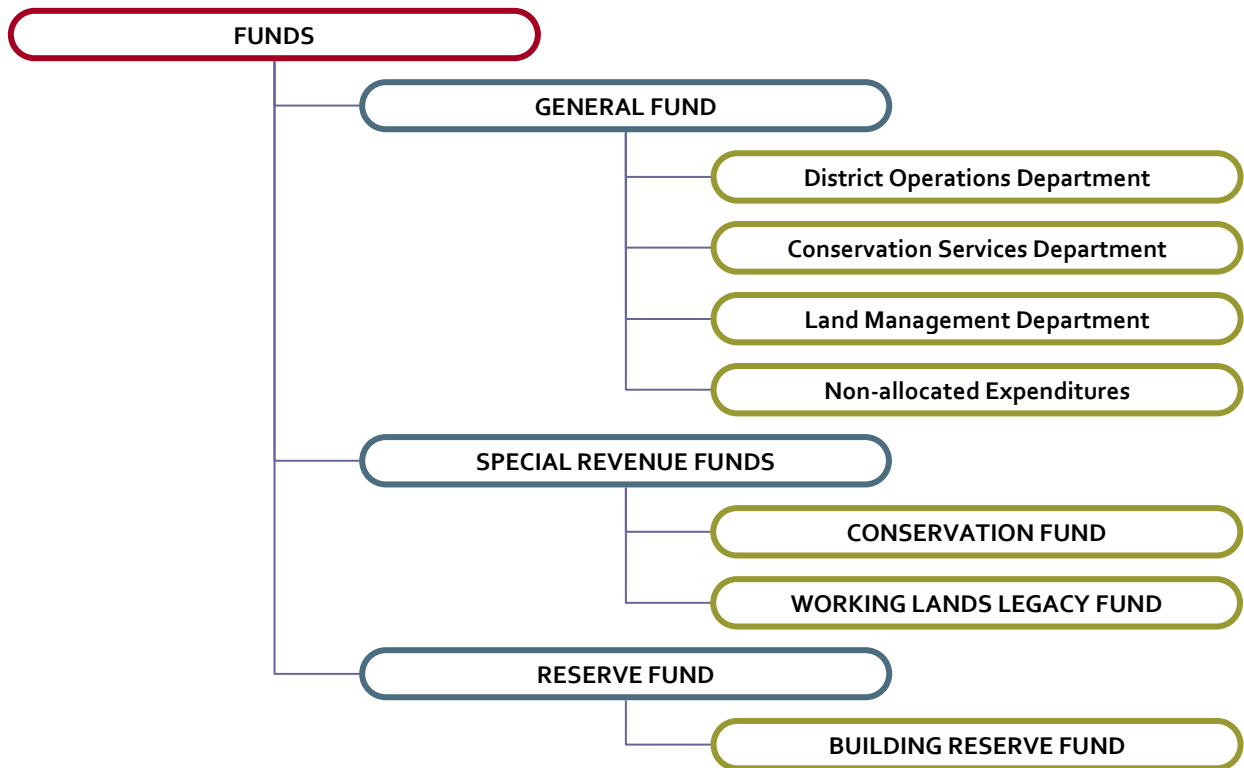 FUNDS
GENERAL FUND
District Operations Department
Conservation Services Department
Land Management Department
Non-allocated Expenditures
SPECIAL REVENUE FUNDS
CONSERVATION FUND
WORKING LANDS LEGACY FUND
RESERVE FUND
BUILDING RESERVE FUND